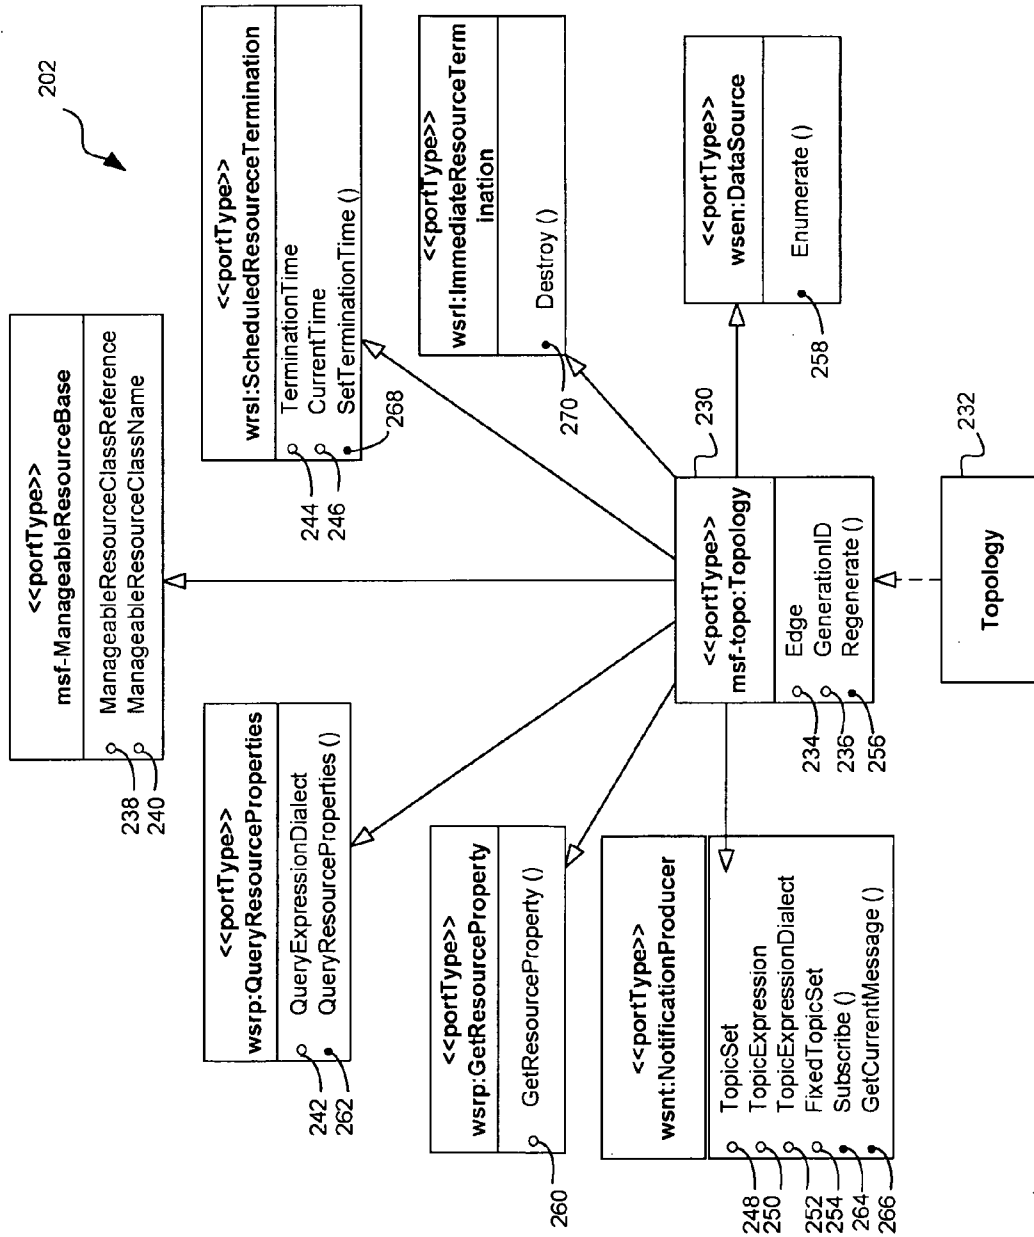 202
<<portType>>
msf-ManageableResourceBase
ManageableResourceClassReference
ManageableResourceClassName
238
240
<<portType>>
wsrp:QueryResourceProperties
QueryExpressionDialect
QueryResourceProperties ()
242
262
<<portType>>
wrsl:ScheduledResoureceTermination
TerminationTime
CurrentTime
SetTerminationTime ()
244
246
268
<<portType>>
wsrp:GetResourceProperty
GetResourceProperty ()
260
<<portType>>
wsrl:ImmediateResourceTerm
ination
Destroy ()
270
<<portType>>
wsnt:NotificationProducer
TopicSet
TopicExpression
TopicExpressionDialect
FixedTopicSet
Subscribe ()
GetCurrentMessage ()
248
250
252
254
264
266
<<portType>>
msf-topo:Topology
Edge
GenerationID
Regenerate ()
230
234
236
256
<<portType>>
wsen:DataSource
Enumerate ()
258
Topology
232